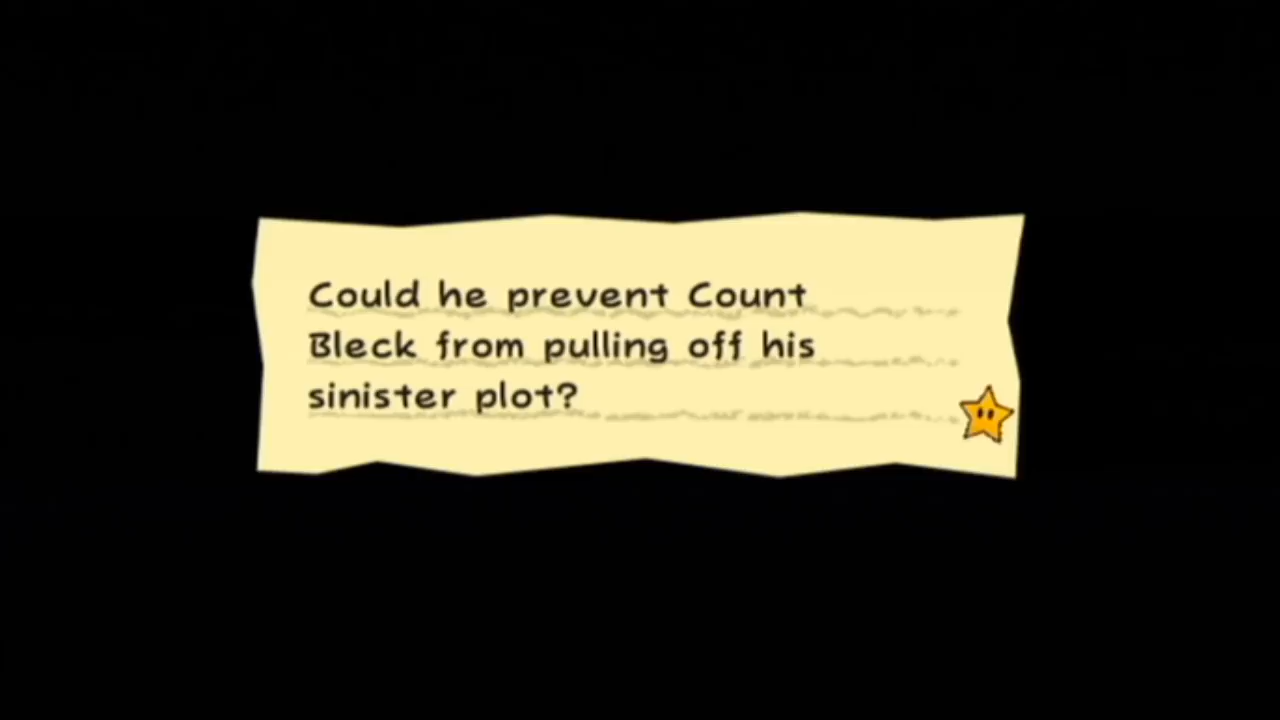 Could he prevent Count
Bleck from pulling off his
sinister plot?